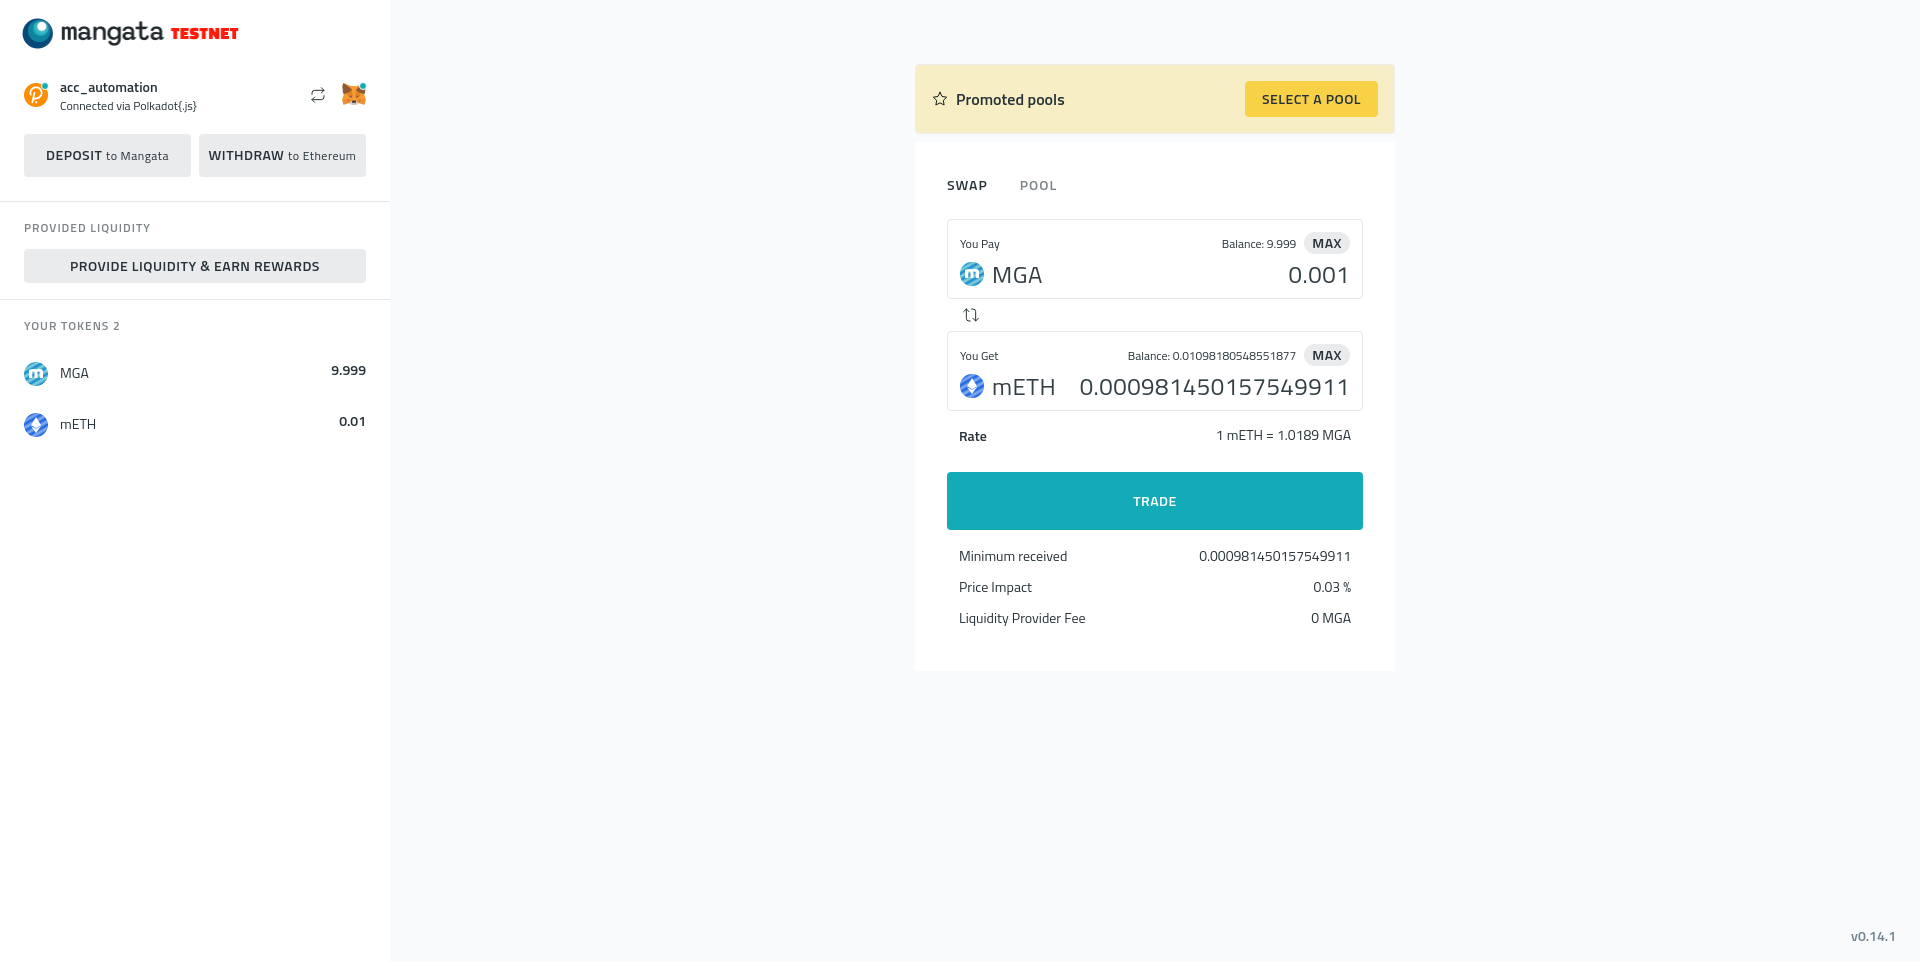 mangata TESTNET
acc_automation
Connected via Polkadot{.js}
DEPOSIT to Mangata
WITHDRAW to Ethereum
PROVIDED LIQUIDITY
PROVIDE LIQUIDITY & EARN REWARDS
YOUR TOKENS 2
MGA 9.999
mETH 0.01
Promoted pools
SELECT A POOL
SWAP POOL
You Pay Balance: 9.999 MAX
MGA 0.001
You Get Balance: 0.01098180548551877 MAX
mETH 0.000981450157549911
Rate 1 mETH = 1.0189 MGA
TRADE
Minimum received 0.000981450157549911
Price Impact 0.03 %
Liquidity Provider Fee 0 MGA
v0.14.1